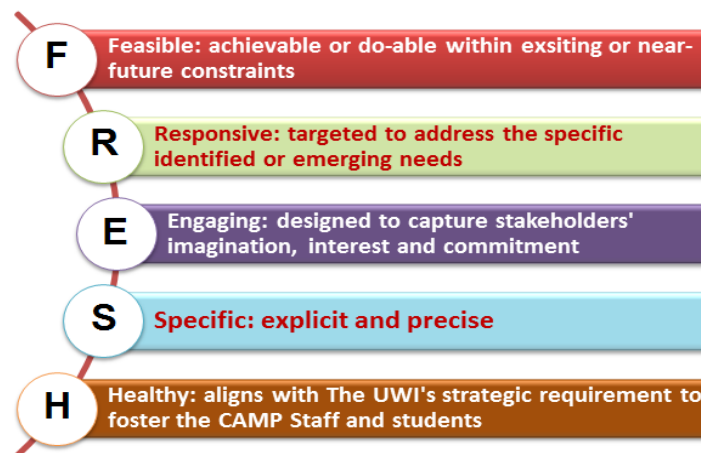 F
Feasible: achievable or do-able within exsiting or near-
future constraints
R
Responsive: targeted to address the specific
identified or emerging needs
E
Engaging: designed to capture stakeholders'
imagination, interest and commitment
S
Specific: explicit and precise
H
Healthy: aligns with The UWI's strategic requirement to
foster the CAMP Staff and students